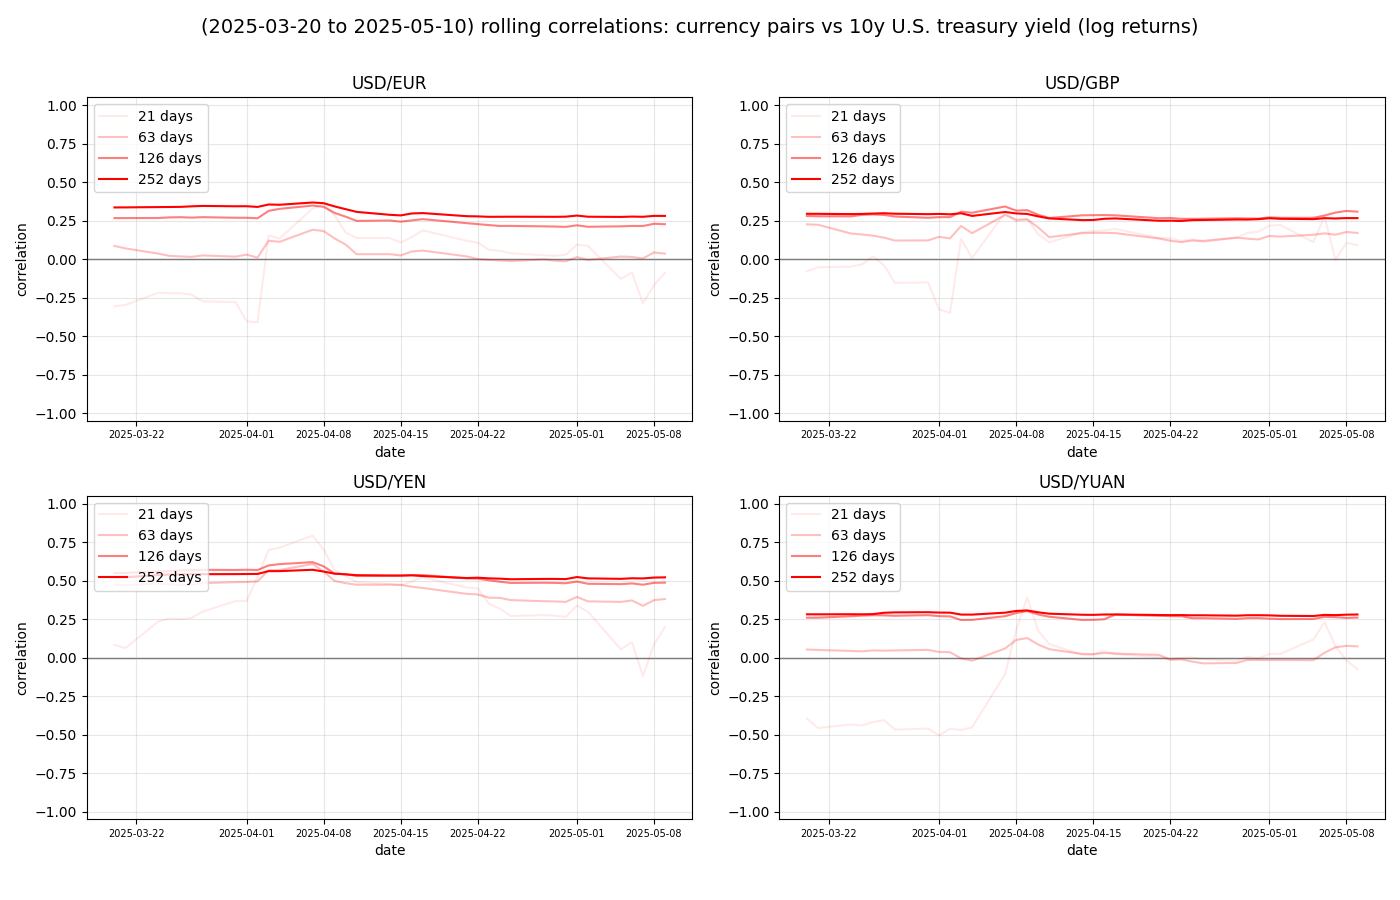 (2025-03-20 to 2025-05-10) rolling correlations: currency pairs vs 10y U.S. treasury yield (log returns)
USD/EUR
1.00
0.75
0.50
0.25
0.00
−0.25
−0.50
−0.75
−1.00
correlation
21 days
63 days
126 days
252 days
2025-03-22
2025-04-01
2025-04-08
2025-04-15
2025-04-22
2025-05-01
2025-05-08
date
USD/GBP
1.00
0.75
0.50
0.25
0.00
−0.25
−0.50
−0.75
−1.00
correlation
21 days
63 days
126 days
252 days
2025-03-22
2025-04-01
2025-04-08
2025-04-15
2025-04-22
2025-05-01
2025-05-08
date
USD/YEN
1.00
0.75
0.50
0.25
0.00
−0.25
−0.50
−0.75
−1.00
correlation
21 days
63 days
126 days
252 days
2025-03-22
2025-04-01
2025-04-08
2025-04-15
2025-04-22
2025-05-01
2025-05-08
date
USD/YUAN
1.00
0.75
0.50
0.25
0.00
−0.25
−0.50
−0.75
−1.00
correlation
21 days
63 days
126 days
252 days
2025-03-22
2025-04-01
2025-04-08
2025-04-15
2025-04-22
2025-05-01
2025-05-08
date